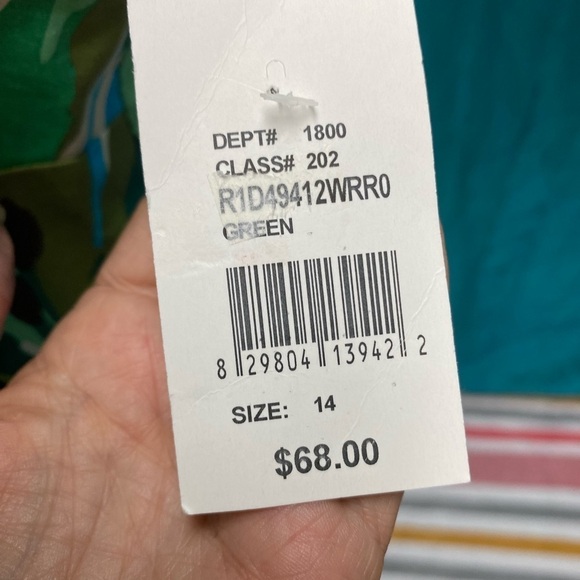 DEPT# 1800
CLASS# 202
R1D49412WRR0
GREEN
8 29804 13942 2
SIZE: 14
$68.00